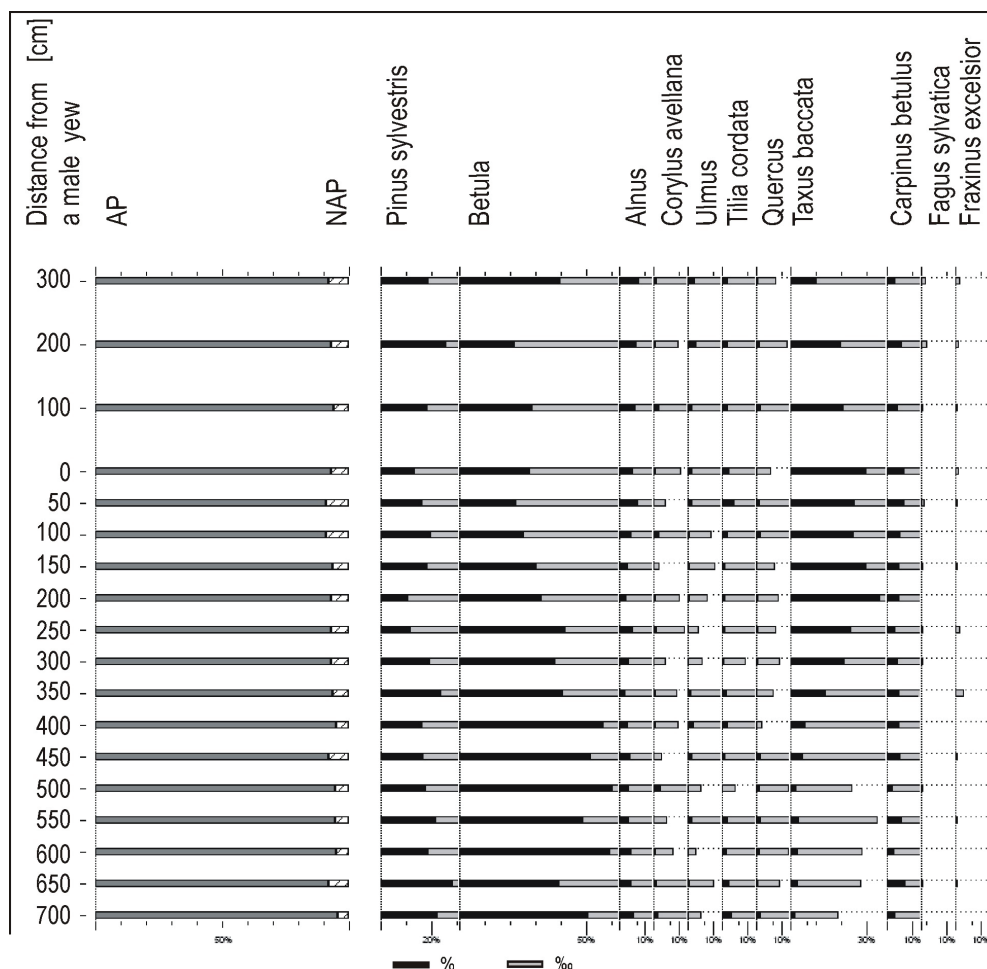 Distance from [cm]
a male yew
AP
NAP
Pinus sylvestris
Betula
Alnus
Corylus avellana
Ulmus
Tilia cordata
Quercus
Taxus baccata
Carpinus betulus
Fagus sylvatica
Fraxinus excelsior
300
200
100
0
50
100
150
200
250
300
350
400
450
500
550
600
650
700
50% 20% 50% 10% 10% 10% 10% 10% 30% 10% 10% 10%
% ‰